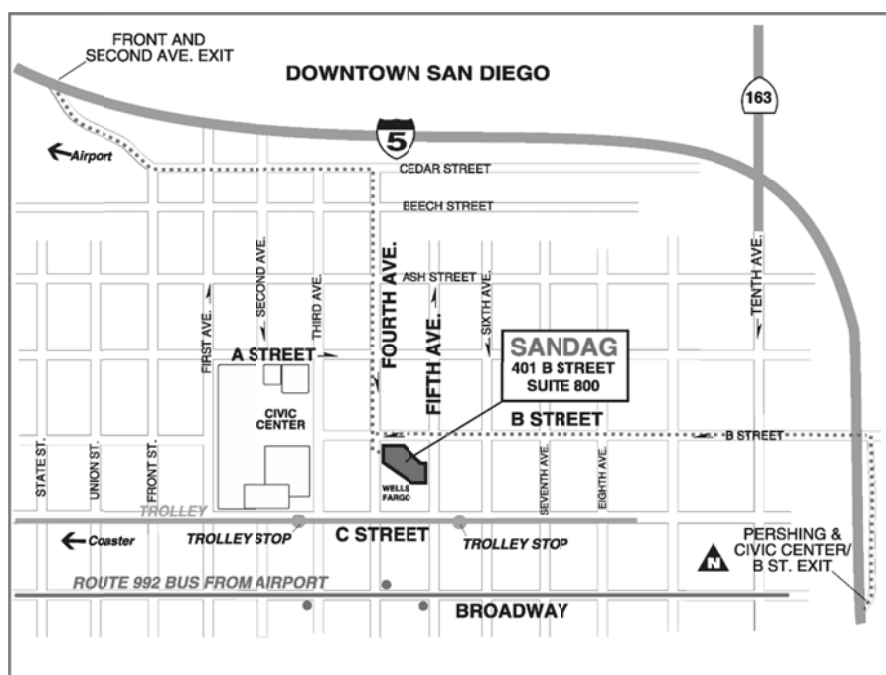 FRONT AND
SECOND AVE. EXIT
DOWNTOWN SAN DIEGO
163
5
Airport
CEDAR STREET
BEECH STREET
ASH STREET
FIRST AVE.
SECOND AVE.
THIRD AVE.
FOURTH AVE.
FIFTH AVE.
SIXTH AVE.
TENTH AVE.
A STREET
SANDAG
401 B STREET
SUITE 800
CIVIC
CENTER
B STREET
B STREET
STATE ST.
UNION ST.
FRONT ST.
WELLS
FARGO
SEVENTH AVE.
EIGHTH AVE.
TROLLEY
Coaster
TROLLEY STOP
C STREET
TROLLEY STOP
N
PERSHING &
CIVIC CENTER/
B ST. EXIT
ROUTE 992 BUS FROM AIRPORT
BROADWAY